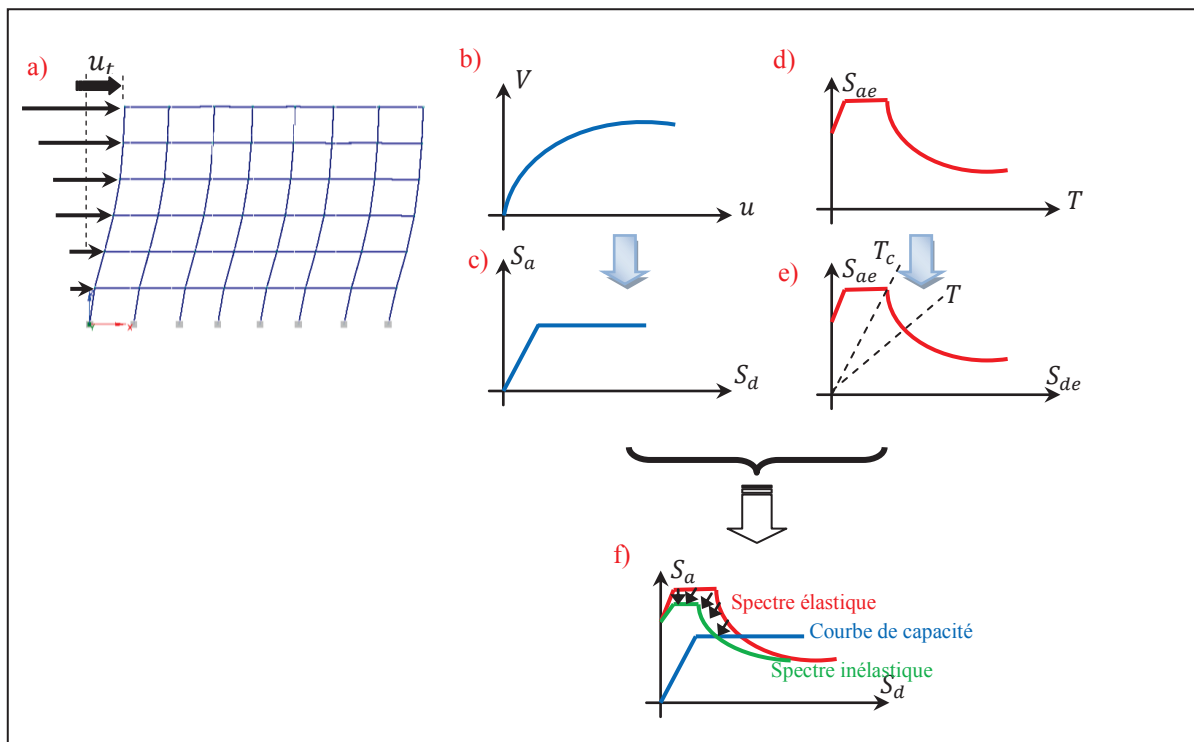 a)
u_t
b)
V
u
c)
S_a
S_d
d)
S_ae
T
e)
S_ae
T_c
T
S_de
f)
S_a
Spectre élastique
Courbe de capacité
Spectre inélastique
S_d